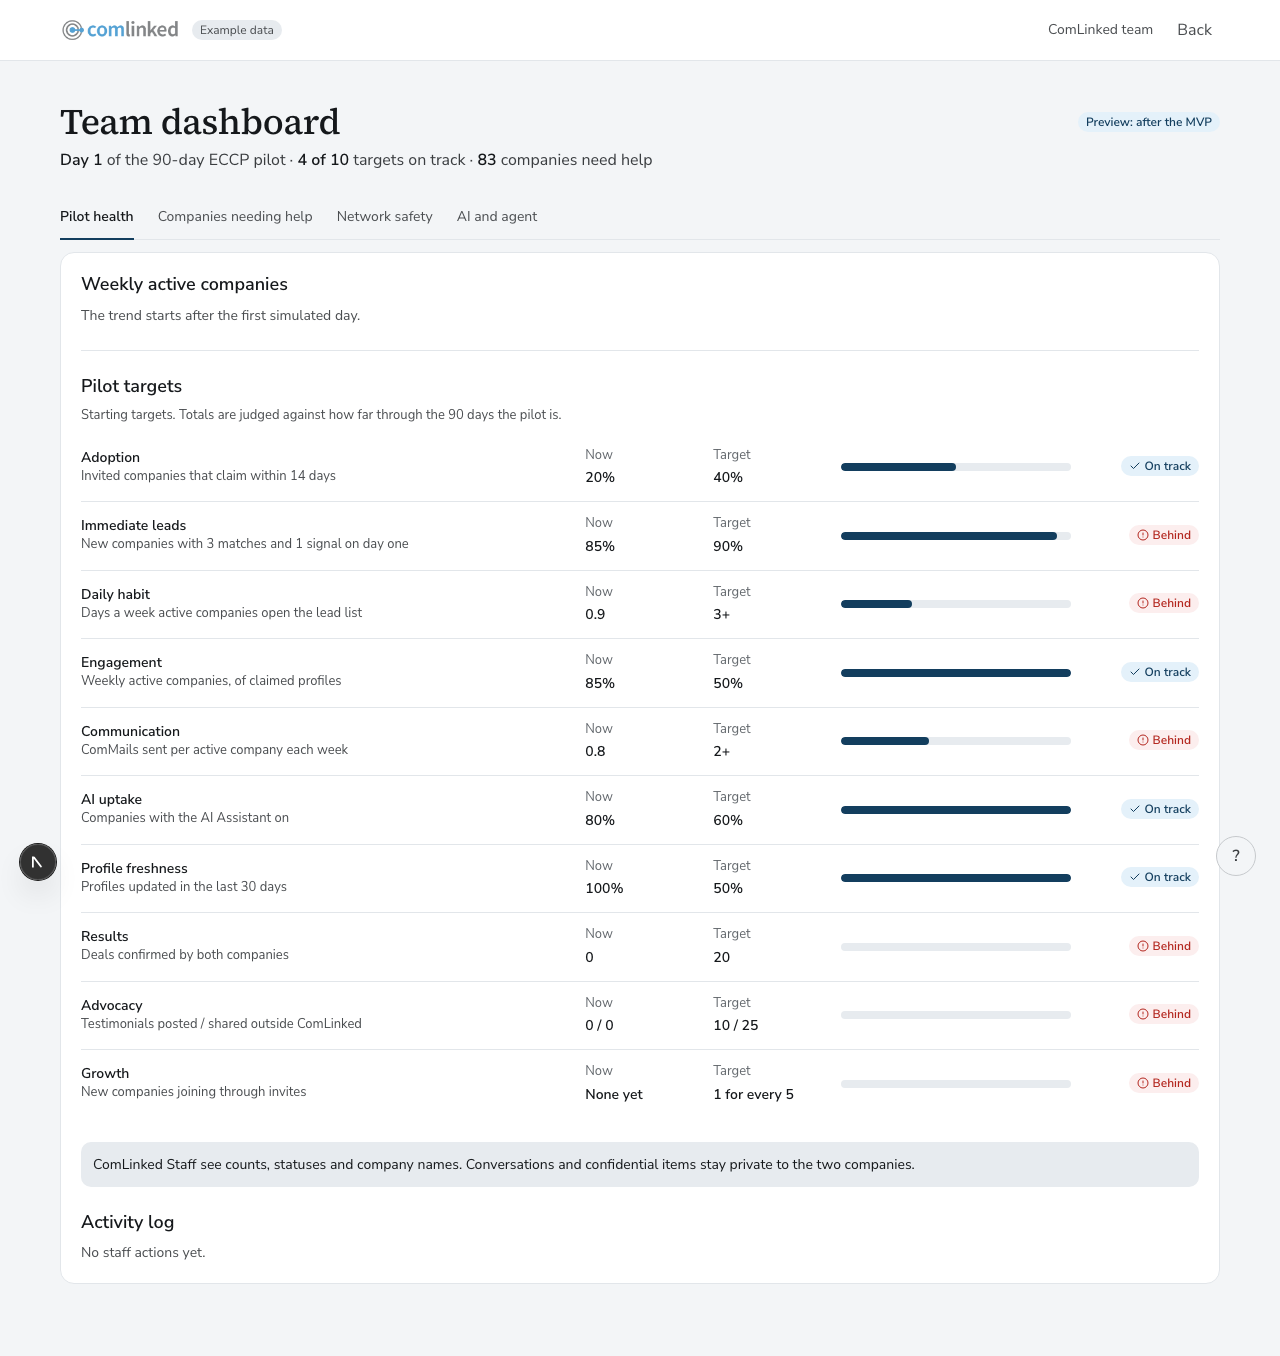 comlinked
Example data
ComLinked team
Back
Team dashboard
Preview: after the MVP
Day 1 of the 90-day ECCP pilot · 4 of 10 targets on track · 83 companies need help
Pilot health
Companies needing help
Network safety
AI and agent
Weekly active companies
The trend starts after the first simulated day.
Pilot targets
Starting targets. Totals are judged against how far through the 90 days the pilot is.
Adoption
Invited companies that claim within 14 days
Now
20%
Target
40%
On track
Immediate leads
New companies with 3 matches and 1 signal on day one
Now
85%
Target
90%
Behind
Daily habit
Days a week active companies open the lead list
Now
0.9
Target
3+
Behind
Engagement
Weekly active companies, of claimed profiles
Now
85%
Target
50%
On track
Communication
ComMails sent per active company each week
Now
0.8
Target
2+
Behind
AI uptake
Companies with the AI Assistant on
Now
80%
Target
60%
On track
Profile freshness
Profiles updated in the last 30 days
Now
100%
Target
50%
On track
?
Results
Deals confirmed by both companies
Now
0
Target
20
Behind
Advocacy
Testimonials posted / shared outside ComLinked
Now
0 / 0
Target
10 / 25
Behind
Growth
New companies joining through invites
Now
None yet
Target
1 for every 5
Behind
ComLinked Staff see counts, statuses and company names. Conversations and confidential items stay private to the two companies.
Activity log
No staff actions yet.